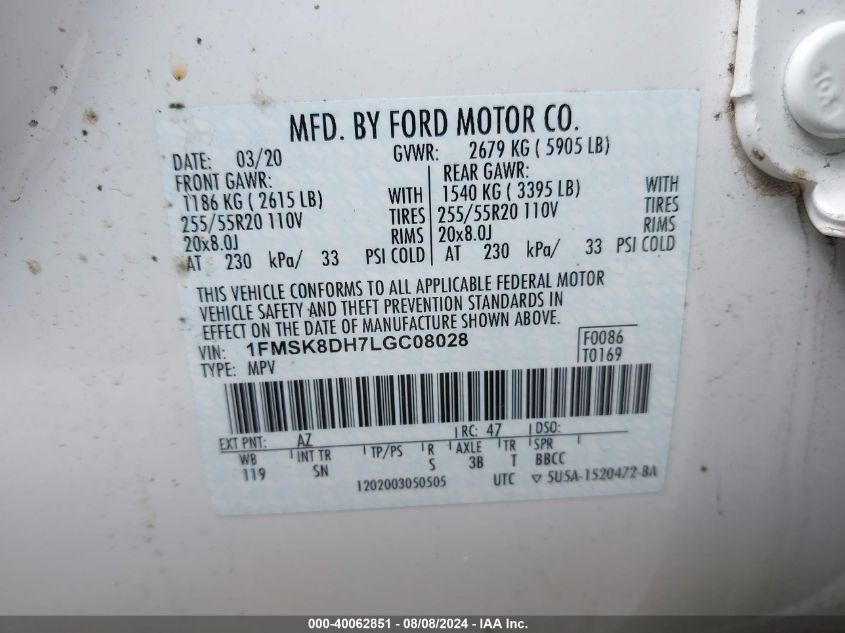 MFD. BY FORD MOTOR CO.
DATE: 03/20 GVWR: 2679 KG ( 5905 LB)
FRONT GAWR: REAR GAWR:
1186 KG ( 2615 LB) WITH 1540 KG ( 3395 LB) WITH
255/55R20 110V TIRES 255/55R20 110V TIRES
20x8.0J RIMS 20x8.0J RIMS
AT 230 kPa/ 33 PSI COLD AT 230 kPa/ 33 PSI COLD
THIS VEHICLE CONFORMS TO ALL APPLICABLE FEDERAL MOTOR
VEHICLE SAFETY AND THEFT PREVENTION STANDARDS IN
EFFECT ON THE DATE OF MANUFACTURE SHOWN ABOVE.
VIN: 1FMSK8DH7LGC08028 F0086
TYPE: MPV T0169
EXT PNT: AZ RC: 47 DSO:
WB INT TR TP/PS R AXLE TR SPR
119 SN S 3B T BBCC
1202003050505 UTC ▽ 5U5A-1520472-BA
10.1
000-40062851 / 08/08/2024 - IAA Inc.